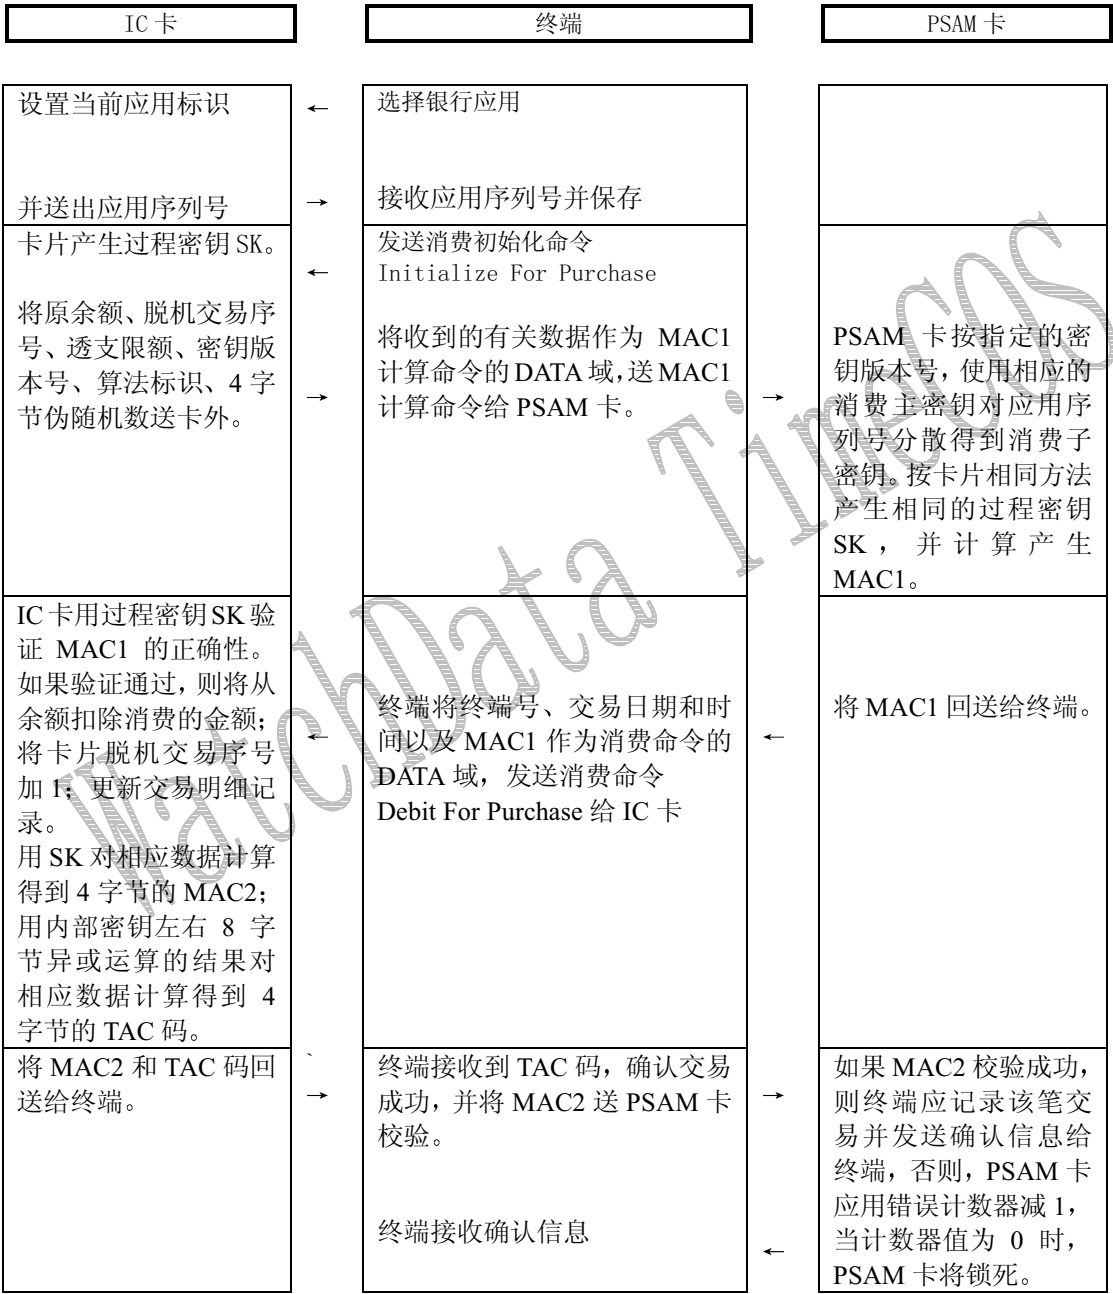 IC 卡
终端
PSAM 卡
设置当前应用标识
←
选择银行应用
并送出应用序列号
→
接收应用序列号并保存
卡片产生过程密钥 SK。
←
发送消费初始化命令
Initialize For Purchase
将原余额、脱机交易序
号、透支限额、密钥版
本号、算法标识、4 字
节伪随机数送卡外。
→
将收到的有关数据作为 MAC1
计算命令的 DATA 域，送 MAC1
计算命令给 PSAM 卡。
→
PSAM 卡按指定的密
钥版本号，使用相应的
消费主密钥对应用序
列号分散得到消费子
密钥。按卡片相同方法
产生相同的过程密钥
SK ， 并 计 算 产 生
MAC1。
IC 卡用过程密钥 SK 验
证 MAC1 的正确性。
如果验证通过，则将从
余额扣除消费的金额；
将卡片脱机交易序号
加 1；更新交易明细记
录。
用 SK 对相应数据计算
得到 4 字节的 MAC2；
用内部密钥左右 8 字
节异或运算的结果对
相应数据计算得到 4
字节的 TAC 码。
←
终端将终端号、交易日期和时
间以及 MAC1 作为消费命令的
DATA 域，发送消费命令
Debit For Purchase 给 IC 卡
←
将 MAC1 回送给终端。
将 MAC2 和 TAC 码回
送给终端。
`
→
终端接收到 TAC 码，确认交易
成功，并将 MAC2 送 PSAM 卡
校验。
终端接收确认信息
→
←
如果 MAC2 校验成功，
则终端应记录该笔交
易并发送确认信息给
终端，否则，PSAM 卡
应用错误计数器减 1，
当计数器值为 0 时，
PSAM 卡将锁死。
WatchData TimeCOS